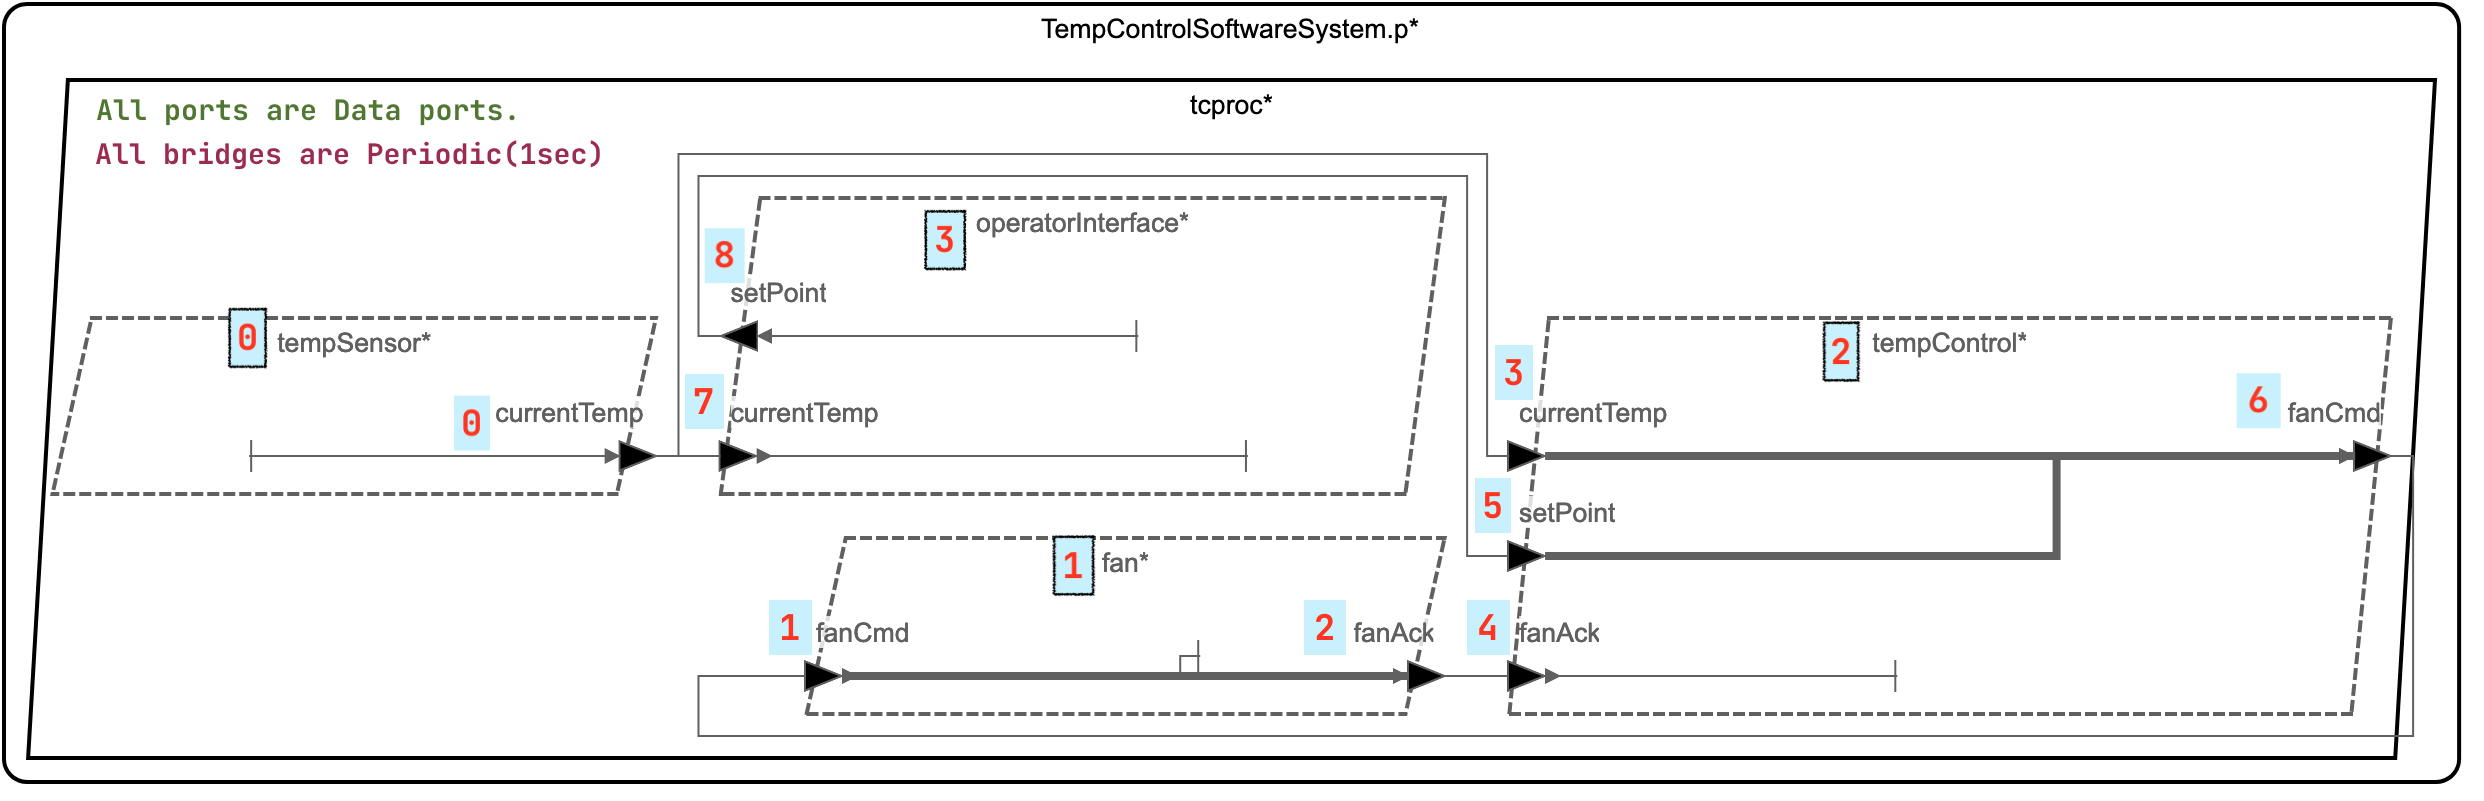 TempControlSoftwareSystem.p*
tcproc*
All ports are Data ports.
All bridges are Periodic(1sec)
3 operatorInterface*
8
setPoint
0 tempSensor*
2 tempControl*
0 currentTemp
7 currentTemp
3
currentTemp
6 fanCmd
5 setPoint
1 fan*
1 fanCmd
2 fanAck
4 fanAck